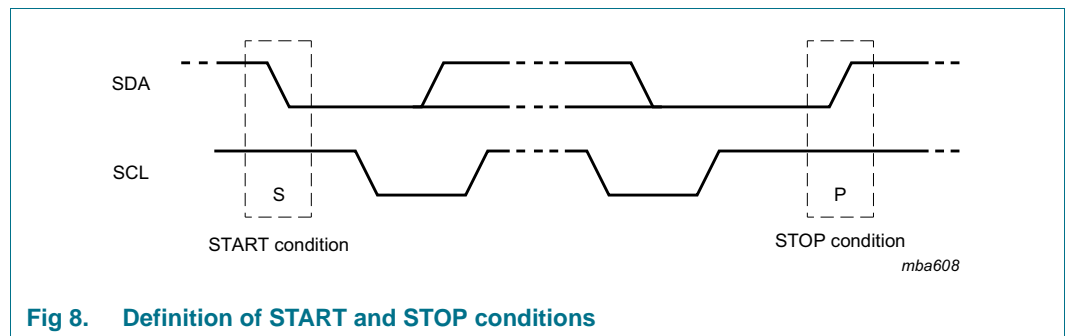 SDA
SCL
S
P
START condition
STOP condition
mba608
Fig 8. Definition of START and STOP conditions